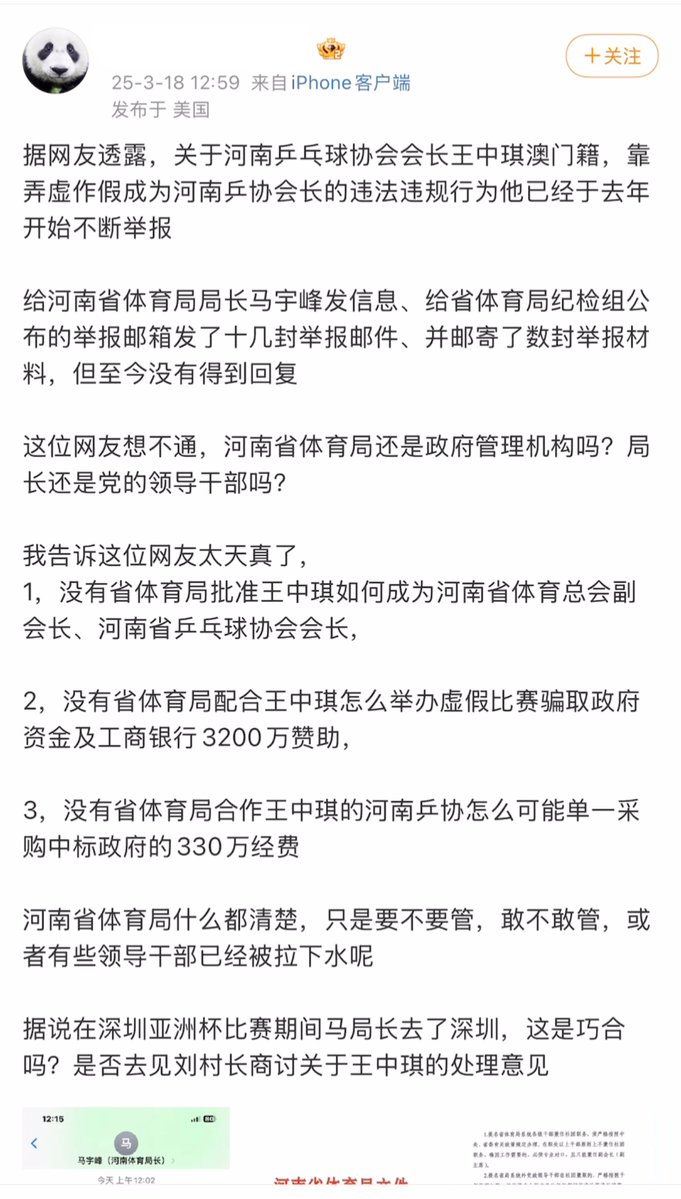 25-3-18 12:59 来自 iPhone客户端
+关注
发布于 美国
据网友透露，关于河南乒乓球协会会长王中琪澳门籍，靠
弄虚作假成为河南乒协会长的违法违规行为他已经于去年
开始不断举报
给河南省体育局局长马宇峰发信息、给省体育局纪检组公
布的举报邮箱发了十几封举报邮件、并邮寄了数封举报材
料，但至今没有得到回复
这位网友想不通，河南省体育局还是政府管理机构吗？局
长还是党的领导干部吗？
我告诉这位网友太天真了，
1，没有省体育局批准王中琪如何成为河南省体育总会副
会长、河南省乒乓球协会会长，
2，没有省体育局配合王中琪怎么举办虚假比赛骗取政府
资金及工商银行3200万赞助，
3，没有省体育局合作王中琪的河南乒协怎么可能单一采
购中标政府的330万经费
河南省体育局什么都清楚，只是要不要管，敢不敢管，或
者有些领导干部已经被拉下水呢
据说在深圳亚洲杯比赛期间马局长去了深圳，这是巧合
吗？是否去见刘村长商讨关于王中琪的处理意见
12:15
马
马宇峰（河南体育局长）
今天 上午 12:02